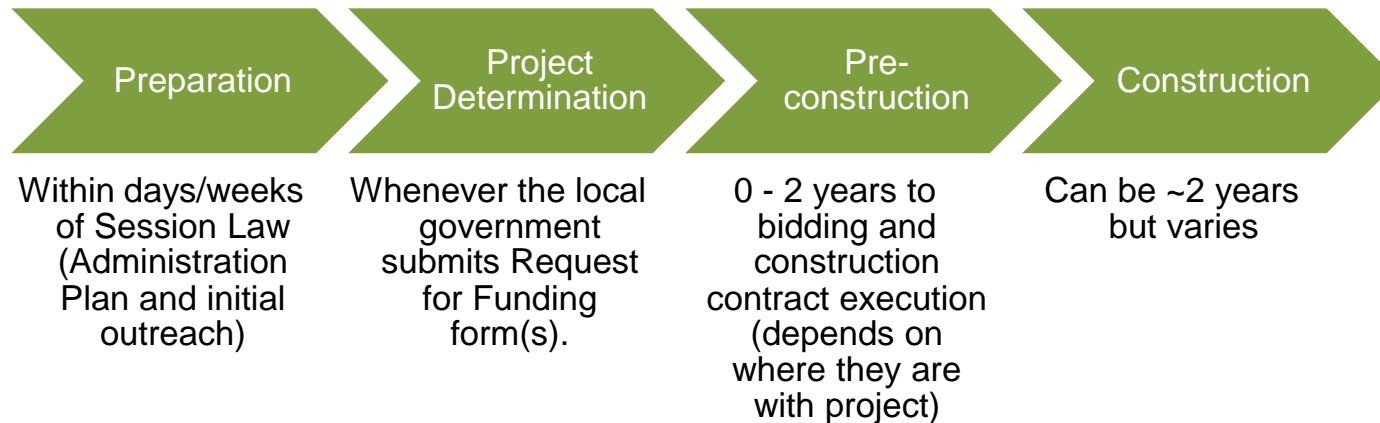 Preparation
Project
Determination
Pre-
construction
Construction
Within days/weeks
of Session Law
(Administration
Plan and initial
outreach)
Whenever the local
government
submits Request
for Funding
form(s).
0 - 2 years to
bidding and
construction
contract execution
(depends on
where they are
with project)
Can be ~2 years
but varies